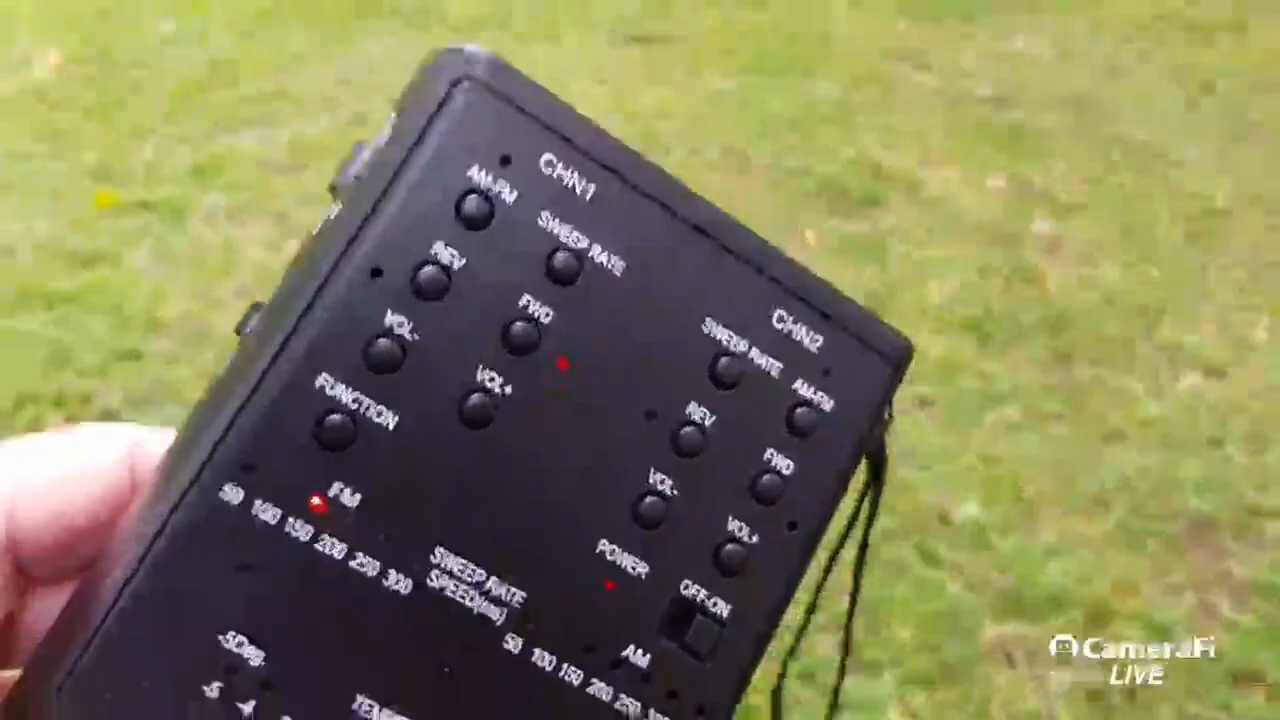 CHN1
AM-FM
SWEEP RATE
REV
FWD
VOL-
VOL+
FUNCTION
CHN2
SWEEP RATE
AM-FM
REV
FWD
VOL-
VOL+
POWER
OFF-ON
FM
50 100 150 200 250 300
SWEEP RATE
SPEED(ms)
AM
50 100 150 200 250
-5Deg.
-5
CameraFi
LIVE